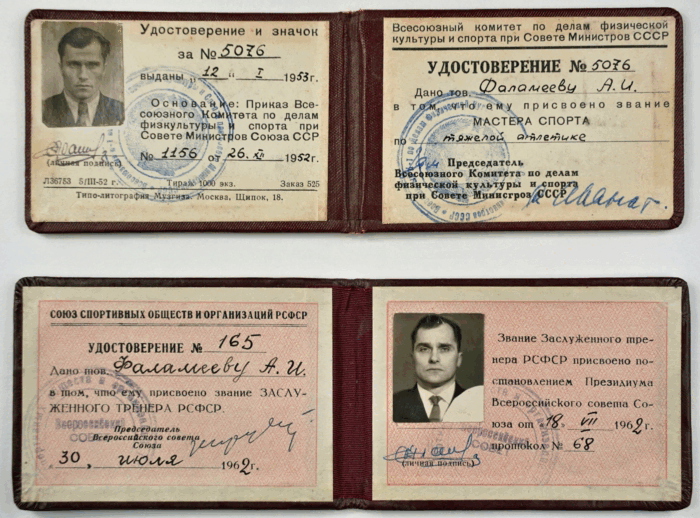 Удостоверение и значок
за № 5076
выданы „12„ I 1953г.
Основание: Приказ Все-
союзного Комитета по делам
физкультуры и спорта при
Совете Министров Союза ССР
№ 1156 от 26.XII 1952г.
(личная подпись)
Л36753 5/III-52 г. Тираж 1000 экз. Заказ 525
Типо-литография Музгиза. Москва, Щипок, 18.
Всесоюзный комитет по делам физической
культуры и спорта при Совете Министров СССР
УДОСТОВЕРЕНИЕ № 5076
Дано тов. Фаламееву А.И.
в том, что ему присвоено звание
МАСТЕРА СПОРТА
по тяжелой атлетике
Председатель
Всесоюзного Комитета по делам
физической культуры и спорта
при Совете Министров СССР
СОЮЗ СПОРТИВНЫХ ОБЩЕСТВ И ОРГАНИЗАЦИЙ РСФСР
УДОСТОВЕРЕНИЕ № 165
Дано тов. Фаламееву А. И.
в том, что ему присвоено звание ЗАСЛУ-
ЖЕННОГО ТРЕНЕРА РСФСР.
Председатель
Всероссийского совета
Союза
30, июля 1962г.
Звание Заслуженного тре-
нера РСФСР присвоено по-
становлением Президиума
Всероссийского совета Со-
юза от 18. VII 1962г.
протокол № 68
(личная подпись)